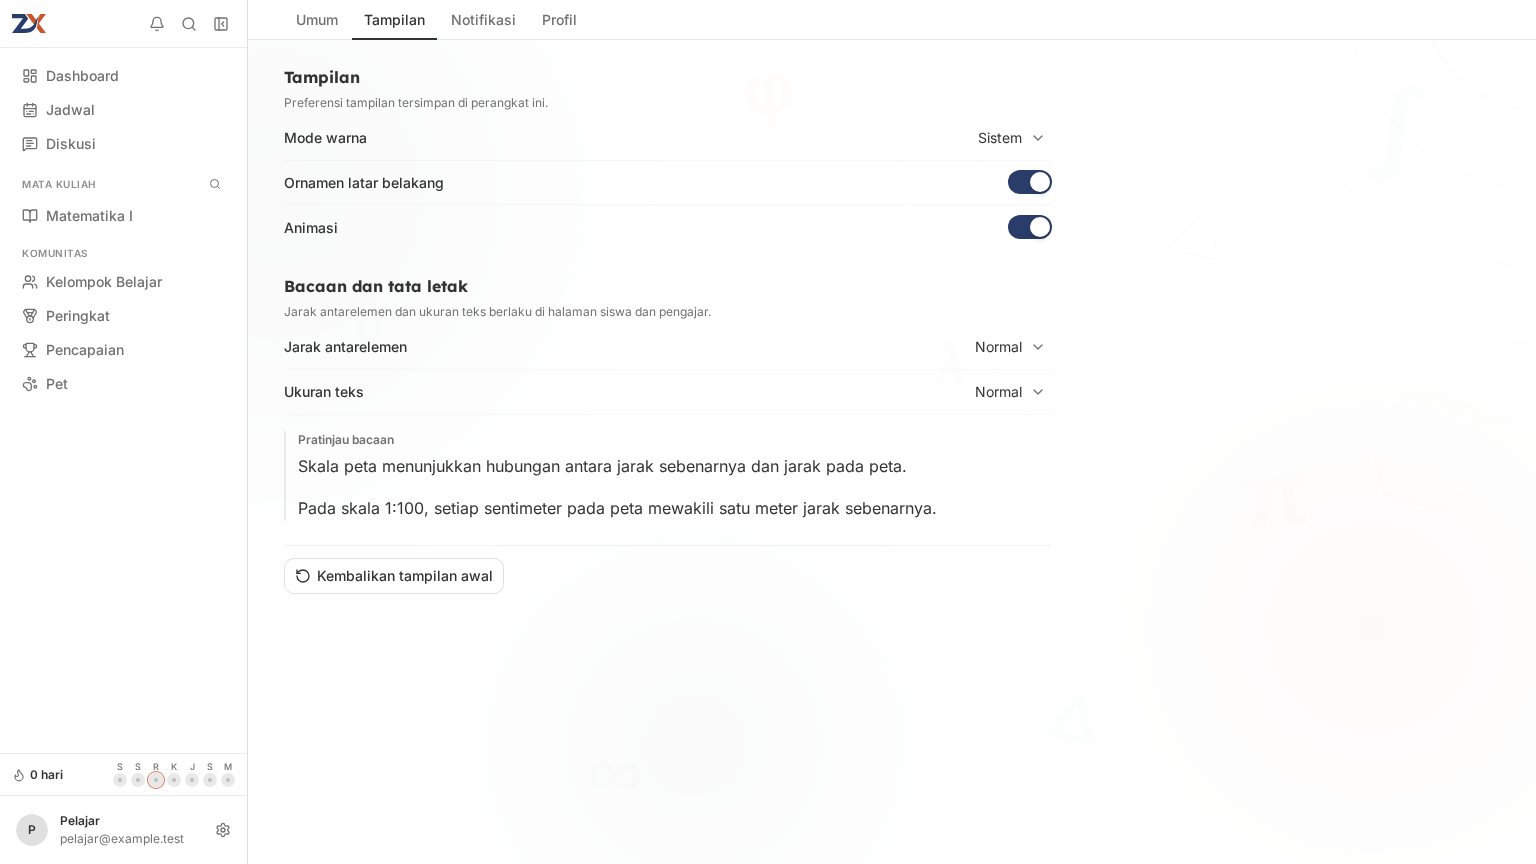 ZX
Umum
Tampilan
Notifikasi
Profil
Dashboard
Jadwal
Diskusi
MATA KULIAH
Matematika I
KOMUNITAS
Kelompok Belajar
Peringkat
Pencapaian
Pet
0 hari
S S R K J S M
P
Pelajar
pelajar@example.test
Tampilan
Preferensi tampilan tersimpan di perangkat ini.
Mode warna
Sistem
Ornamen latar belakang
Animasi
Bacaan dan tata letak
Jarak antarelemen dan ukuran teks berlaku di halaman siswa dan pengajar.
Jarak antarelemen
Normal
Ukuran teks
Normal
Pratinjau bacaan
Skala peta menunjukkan hubungan antara jarak sebenarnya dan jarak pada peta.
Pada skala 1:100, setiap sentimeter pada peta mewakili satu meter jarak sebenarnya.
Kembalikan tampilan awal
φ
∫
λ
π
∞